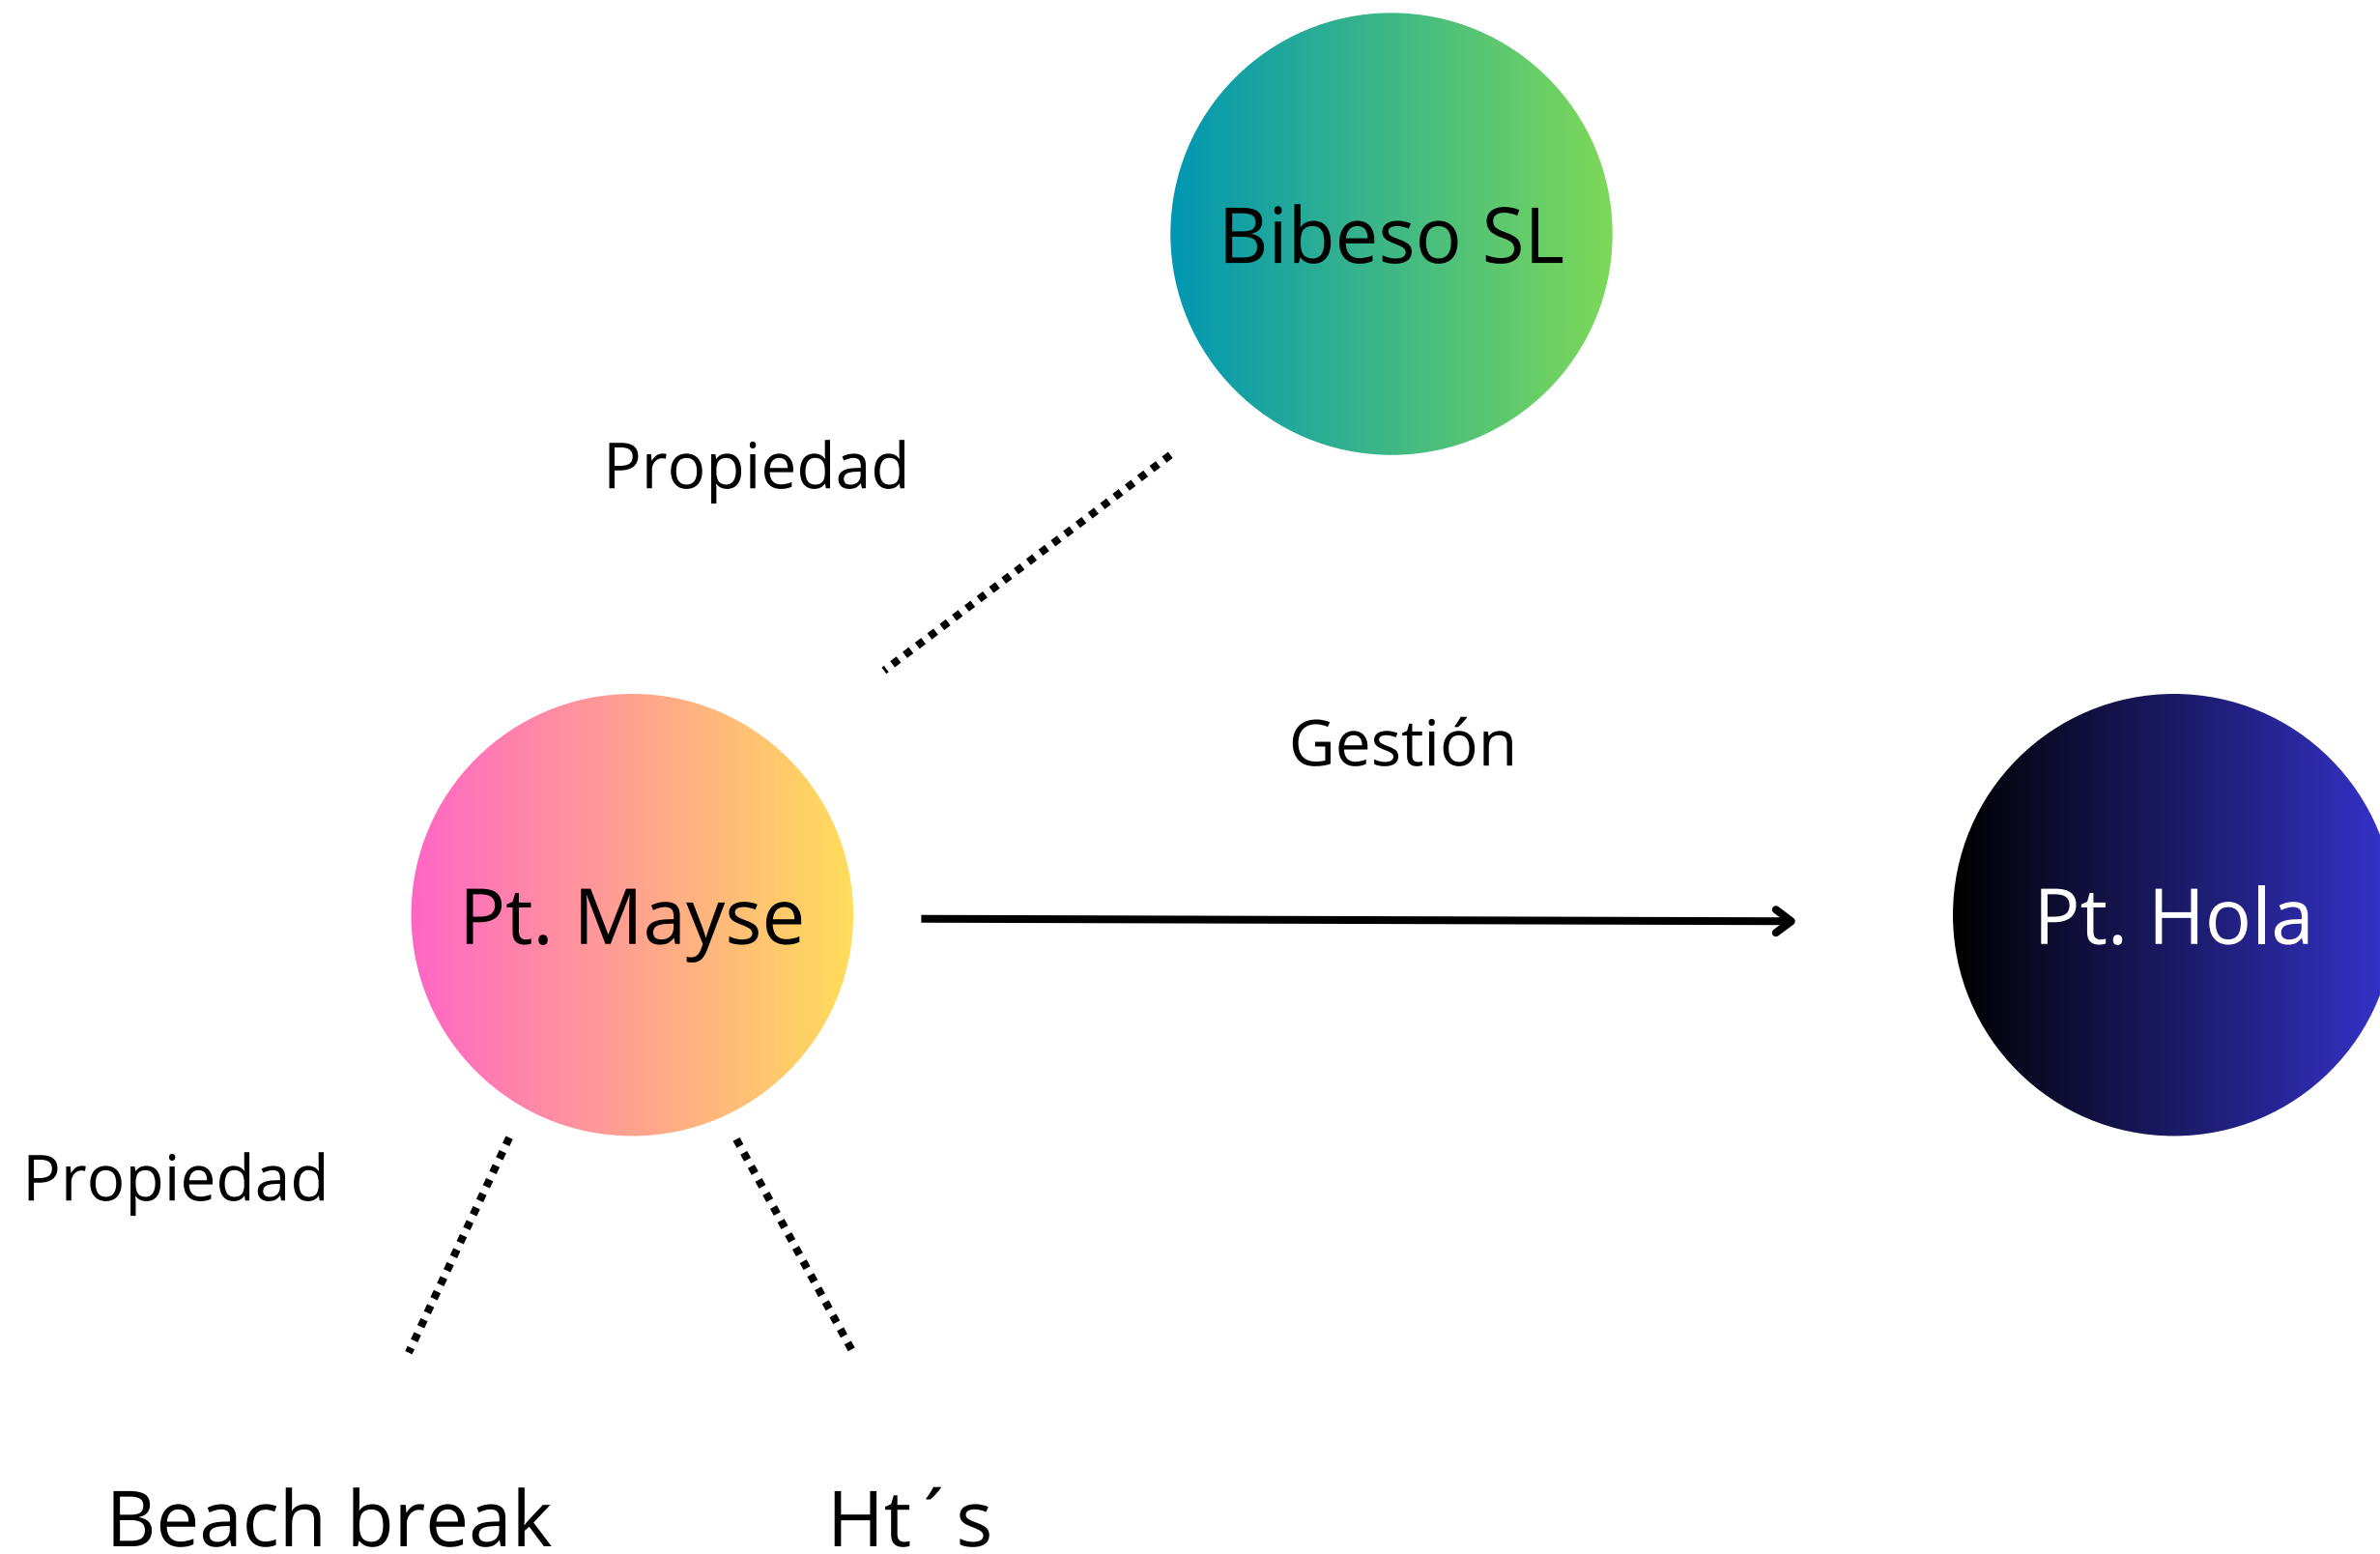 Bibeso SL
Propiedad
Gestión
Pt. Mayse
Pt. Hola
Propiedad
Beach break
Ht´s